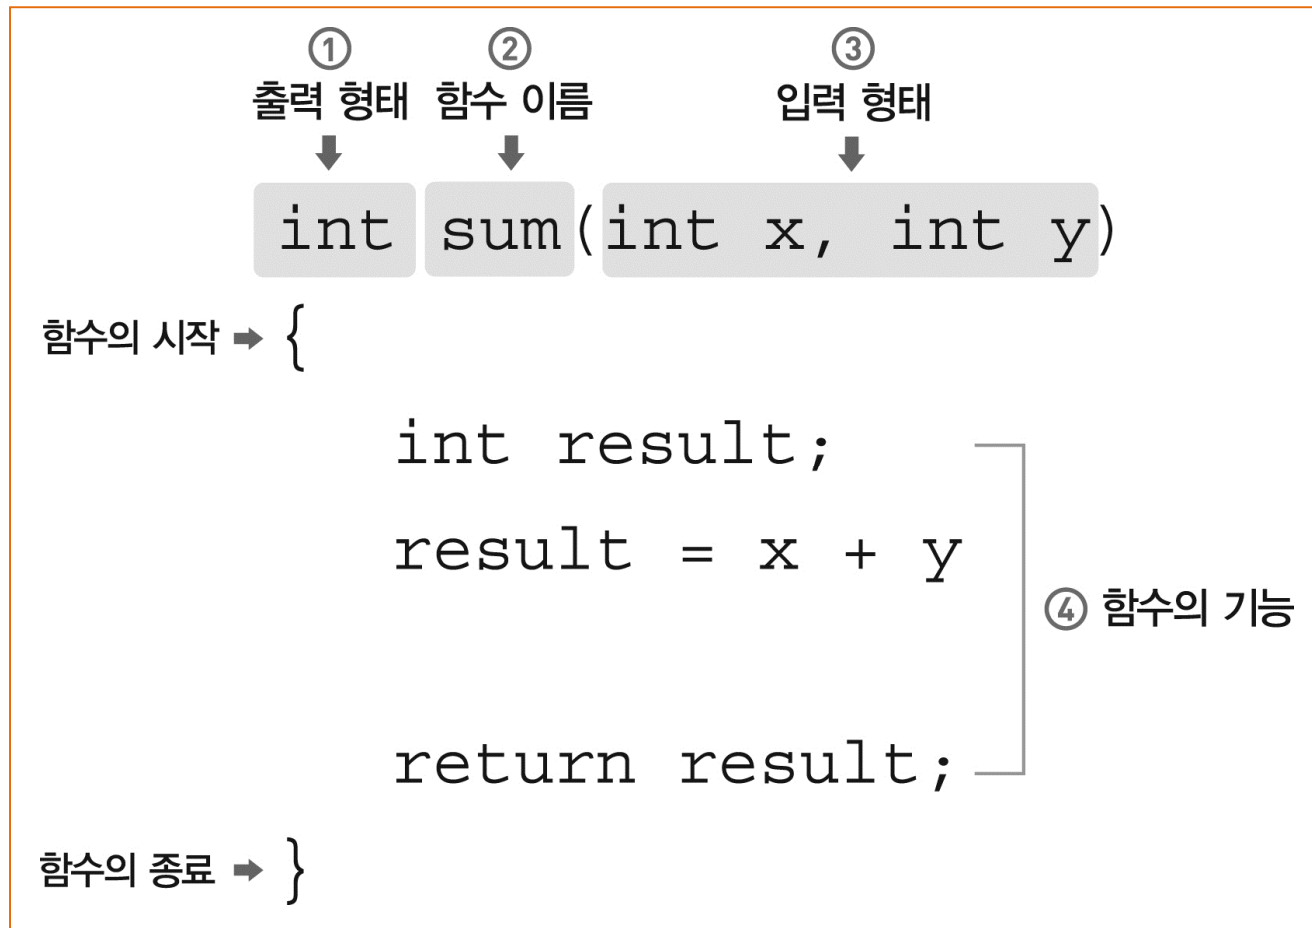 ① ② ③
출력 형태 함수 이름 입력 형태
int sum(int x, int y)
함수의 시작 {
int result;
result = x + y
④ 함수의 기능
return result;
함수의 종료 }